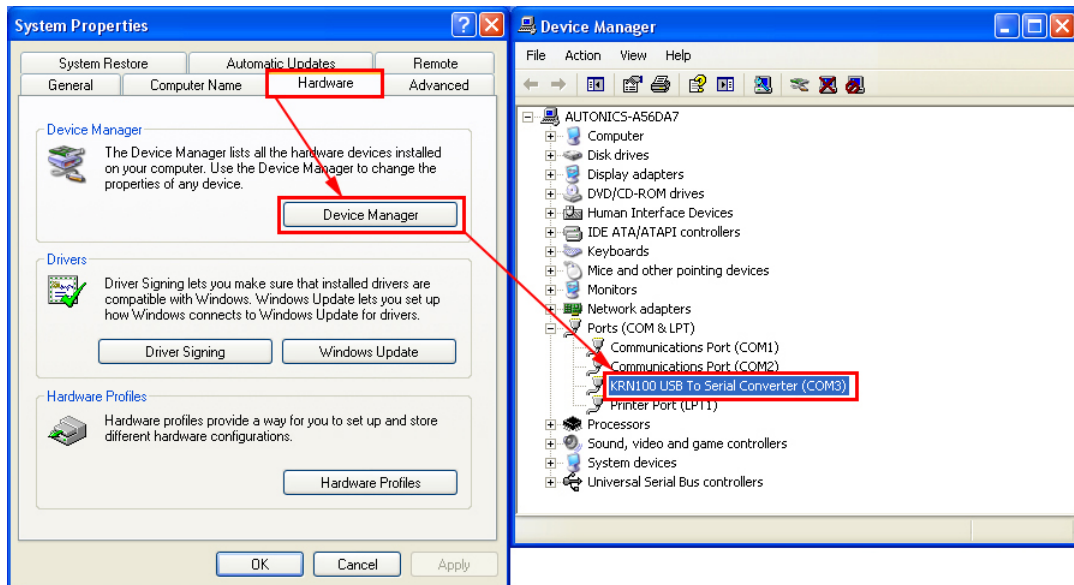 System Properties
System Restore
Automatic Updates
Remote
General
Computer Name
Hardware
Advanced
Device Manager
The Device Manager lists all the hardware devices installed
on your computer. Use the Device Manager to change the
properties of any device.
Device Manager
Drivers
Driver Signing lets you make sure that installed drivers are
compatible with Windows. Windows Update lets you set up
how Windows connects to Windows Update for drivers.
Driver Signing
Windows Update
Hardware Profiles
Hardware profiles provide a way for you to set up and store
different hardware configurations.
Hardware Profiles
OK
Cancel
Apply
Device Manager
File Action View Help
AUTONICS-A56DA7
Computer
Disk drives
Display adapters
DVD/CD-ROM drives
Human Interface Devices
IDE ATA/ATAPI controllers
Keyboards
Mice and other pointing devices
Monitors
Network adapters
Ports (COM & LPT)
Communications Port (COM1)
Communications Port (COM2)
KRN100 USB To Serial Converter (COM3)
Printer Port (LPT1)
Processors
Sound, video and game controllers
System devices
Universal Serial Bus controllers